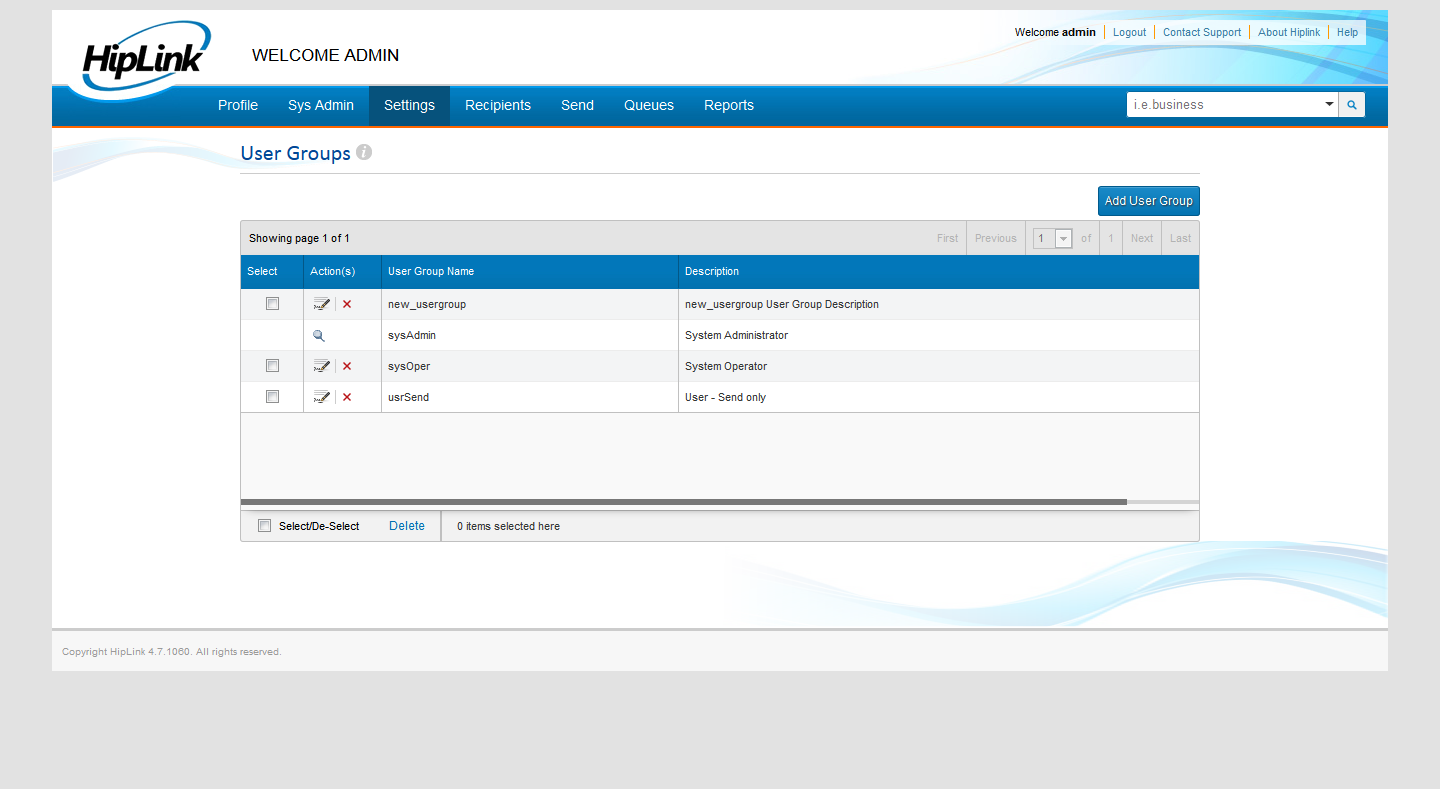 HipLink
WELCOME ADMIN
Welcome admin Logout Contact Support About Hiplink Help
Profile Sys Admin Settings Recipients Send Queues Reports i.e.business
User Groups i
Add User Group
Showing page 1 of 1 First Previous 1 of 1 Next Last
Select Action(s) User Group Name Description
new_usergroup new_usergroup User Group Description
sysAdmin System Administrator
sysOper System Operator
usrSend User - Send only
Select/De-Select Delete 0 items selected here
Copyright HipLink 4.7.1060. All rights reserved.